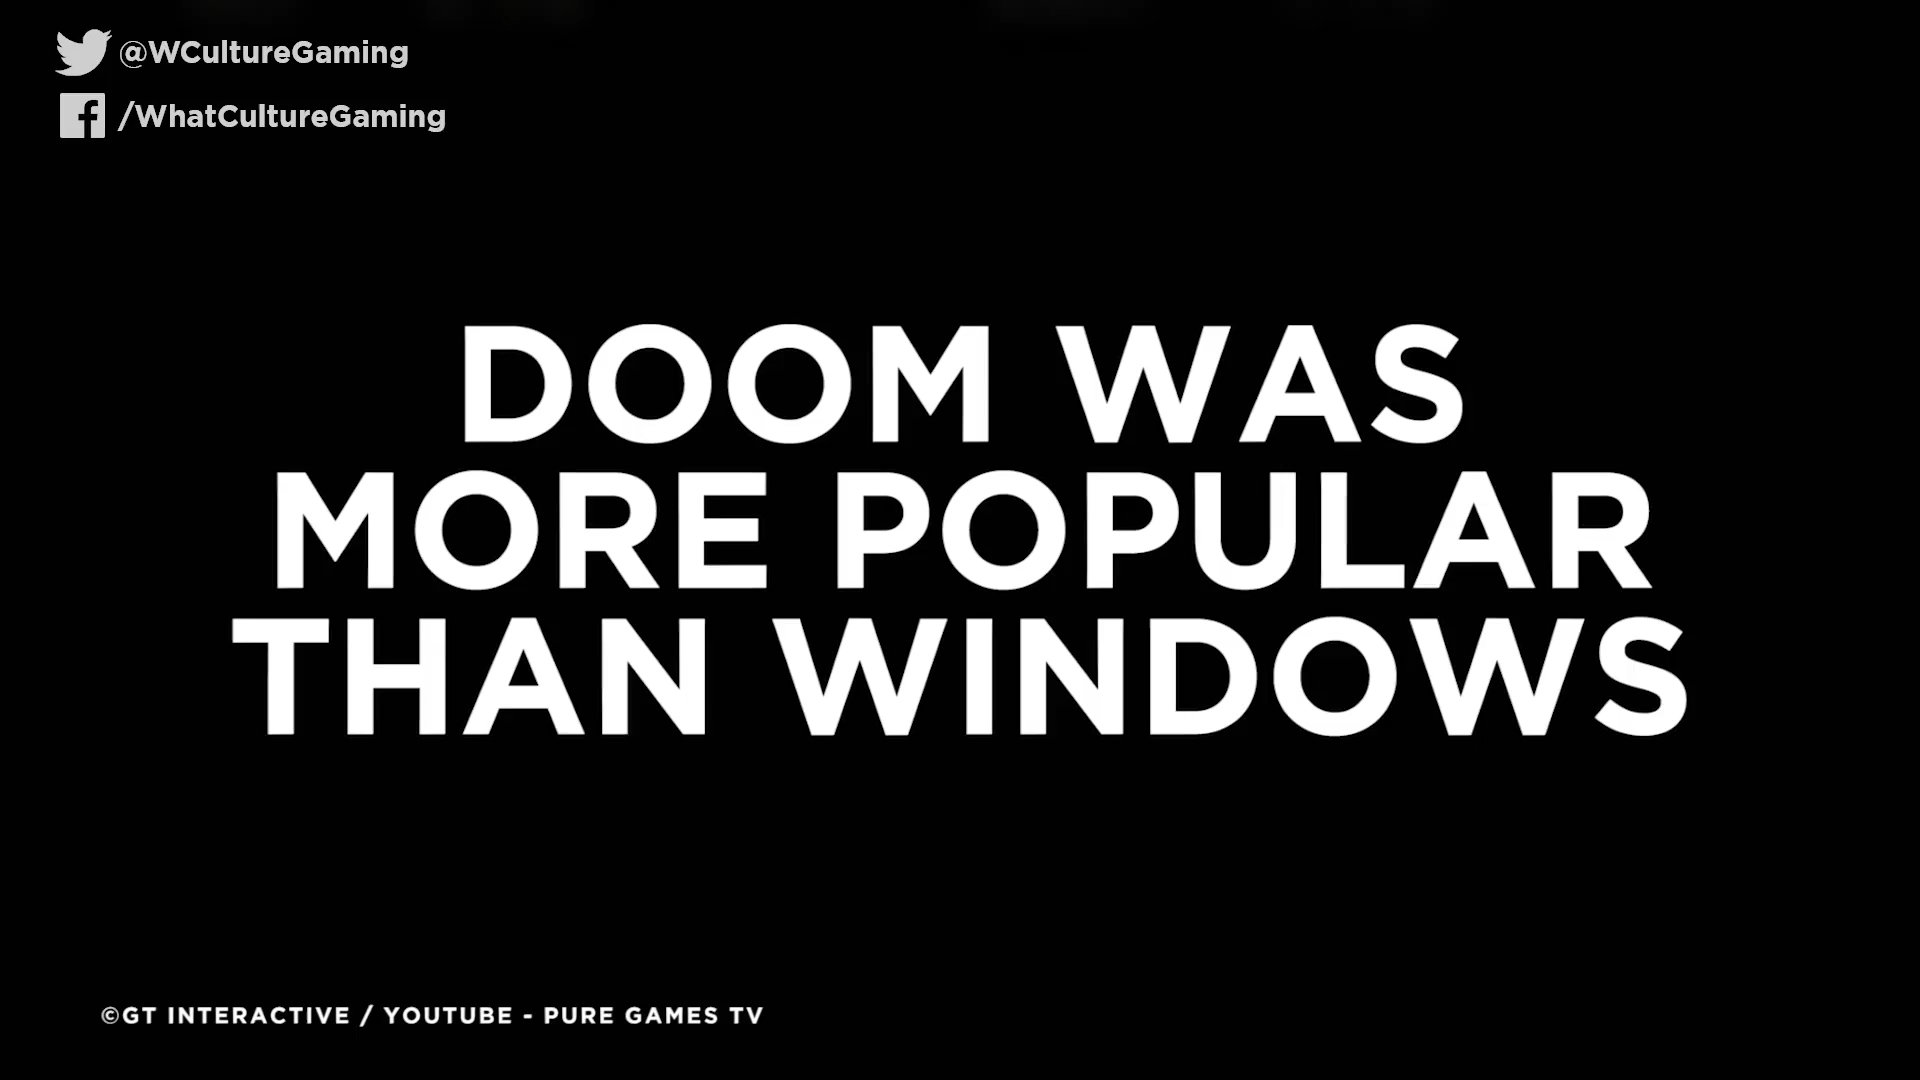 @WCultureGaming
/WhatCultureGaming
DOOM WAS
MORE POPULAR
THAN WINDOWS
©GT INTERACTIVE / YOUTUBE - PURE GAMES TV